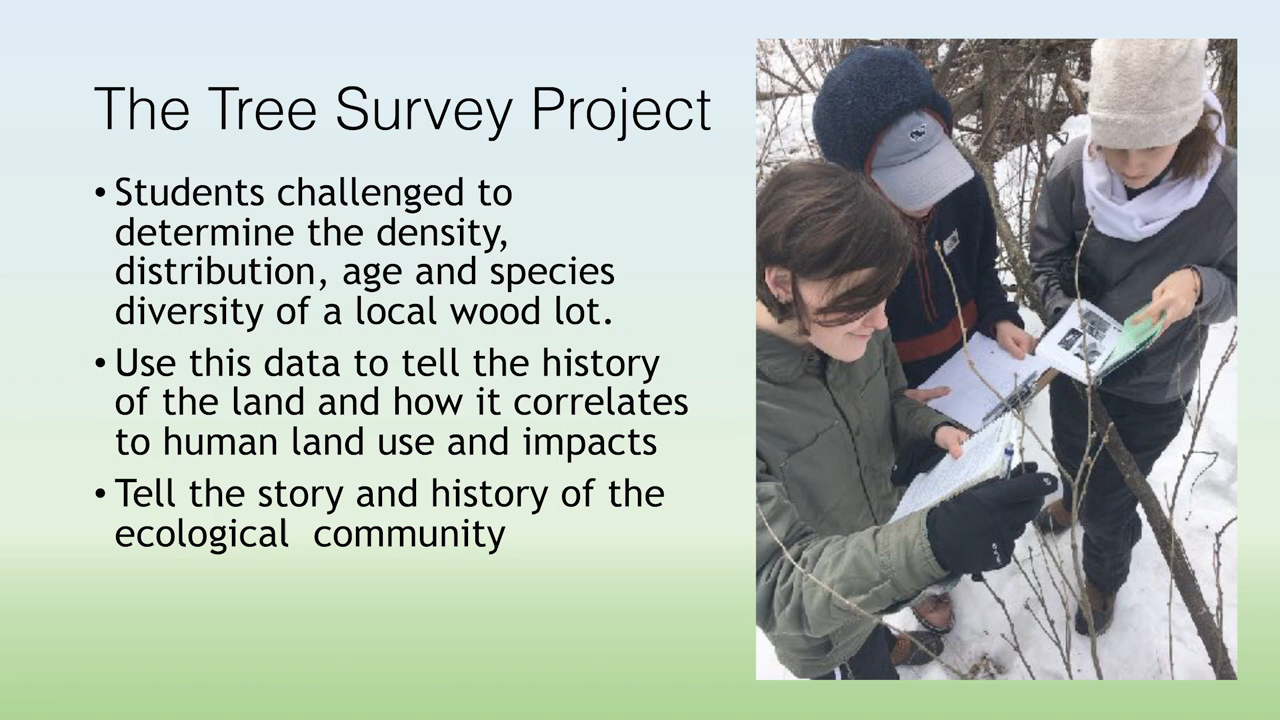 The Tree Survey Project
• Students challenged to
determine the density,
distribution, age and species
diversity of a local wood lot.
• Use this data to tell the history
of the land and how it correlates
to human land use and impacts
• Tell the story and history of the
ecological  community